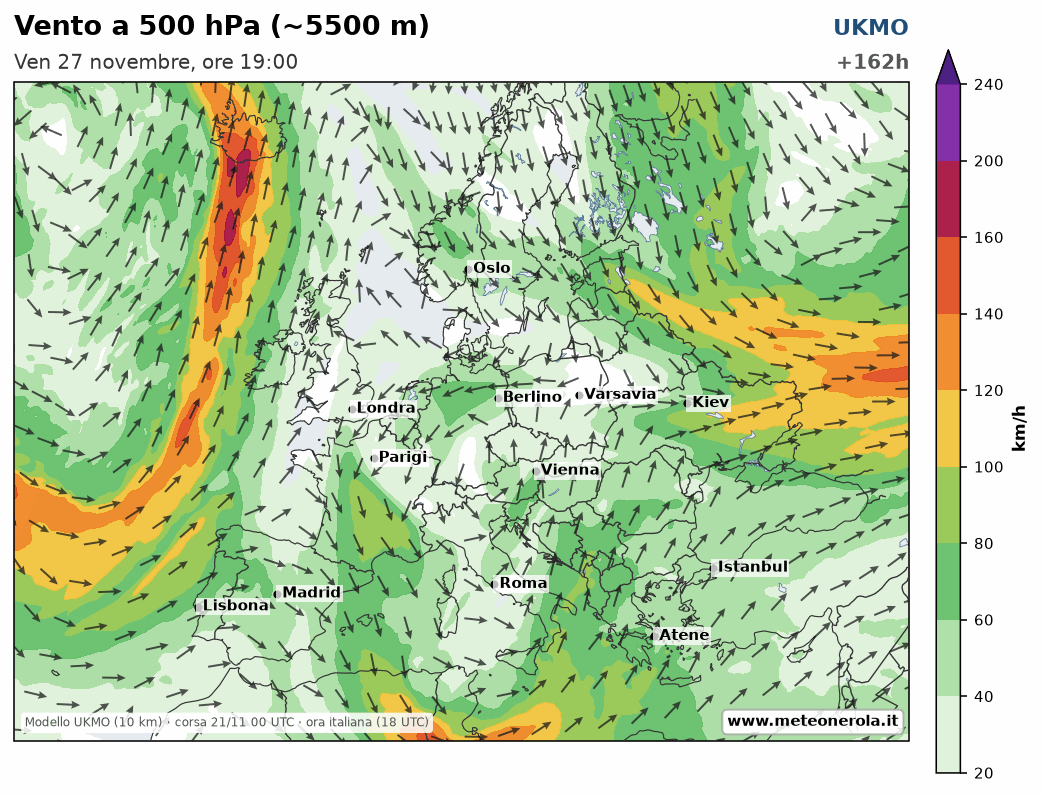 Vento a 500 hPa (~5500 m)
UKMO
Ven 27 novembre, ore 19:00
+162h
240
200
160
140
120
100
80
60
40
20
km/h
Oslo
Londra
Berlino
Varsavia
Kiev
Parigi
Vienna
Istanbul
Roma
Madrid
Lisbona
Atene
Modello UKMO (10 km) · corsa 21/11 00 UTC · ora italiana (18 UTC)
www.meteonerola.it